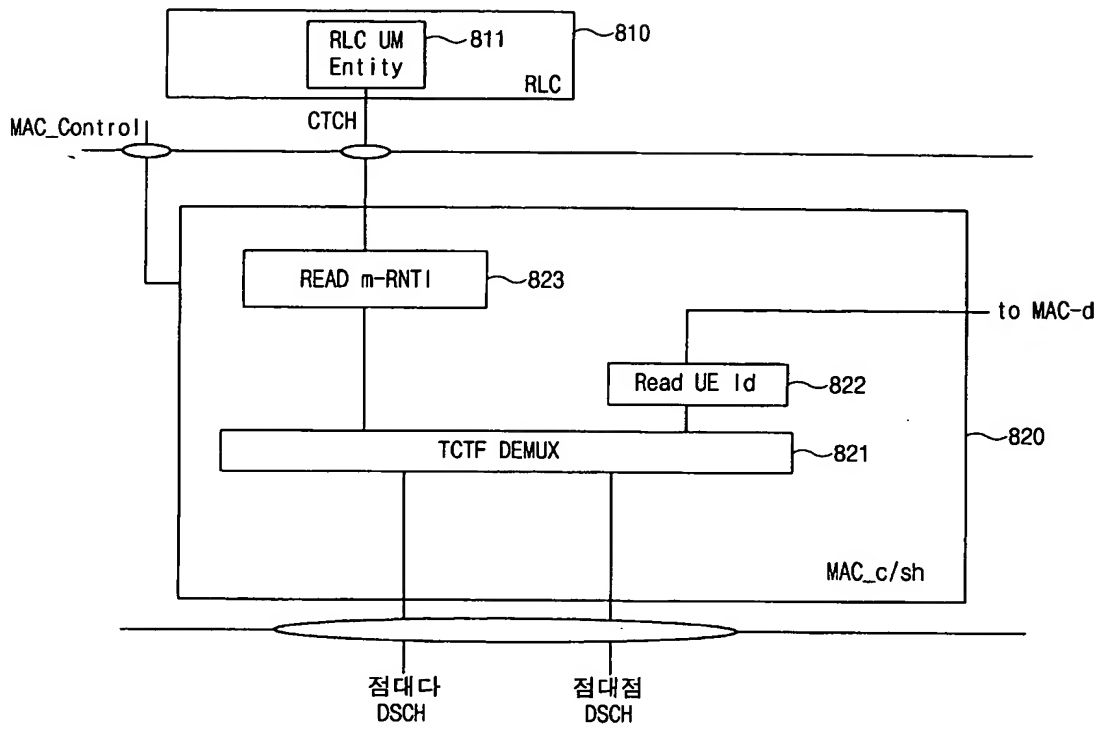 RLC UM
Entity
811
810
RLC
CTCH
MAC_Control
READ m-RNTI
823
to MAC-d
Read UE Id
822
820
TCTF DEMUX
821
MAC_c/sh
점대다
DSCH
점대점
DSCH